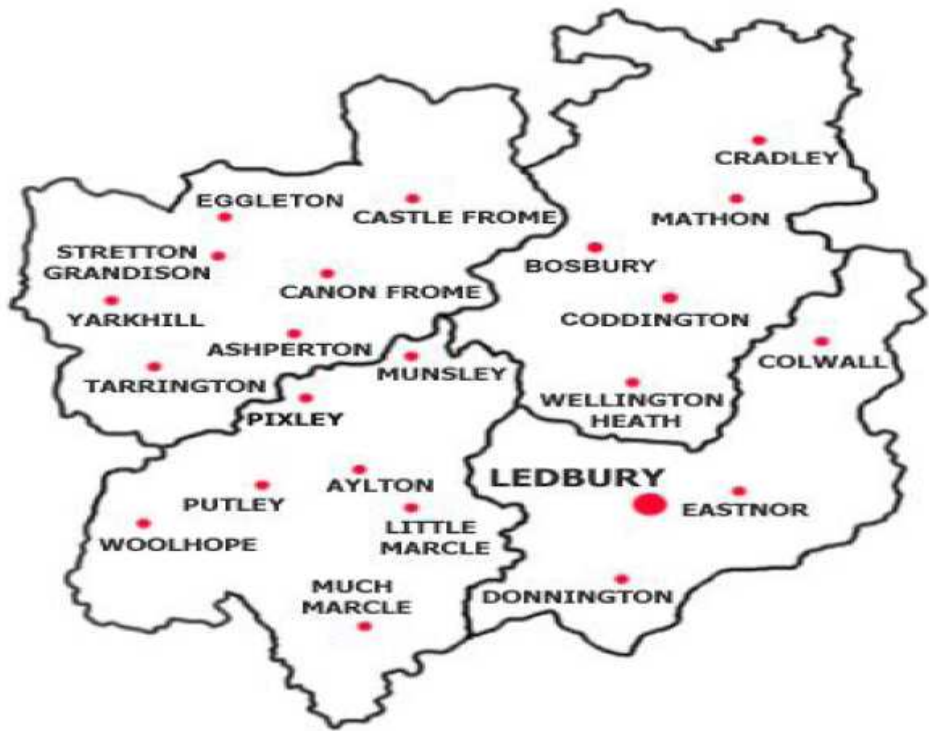 CRADLEY
EGGLETON
CASTLE FROME
MATHON
STRETTON
GRANDISON
BOSBURY
CANON FROME
YARKHILL
CODDINGTON
ASHPERTON
COLWALL
TARRINGTON
MUNSLEY
PIXLEY
WELLINGTON
HEATH
LEDBURY
AYLTON
PUTLEY
EASTNOR
LITTLE
MARCLE
WOOLHOPE
MUCH
MARCLE
DONNINGTON